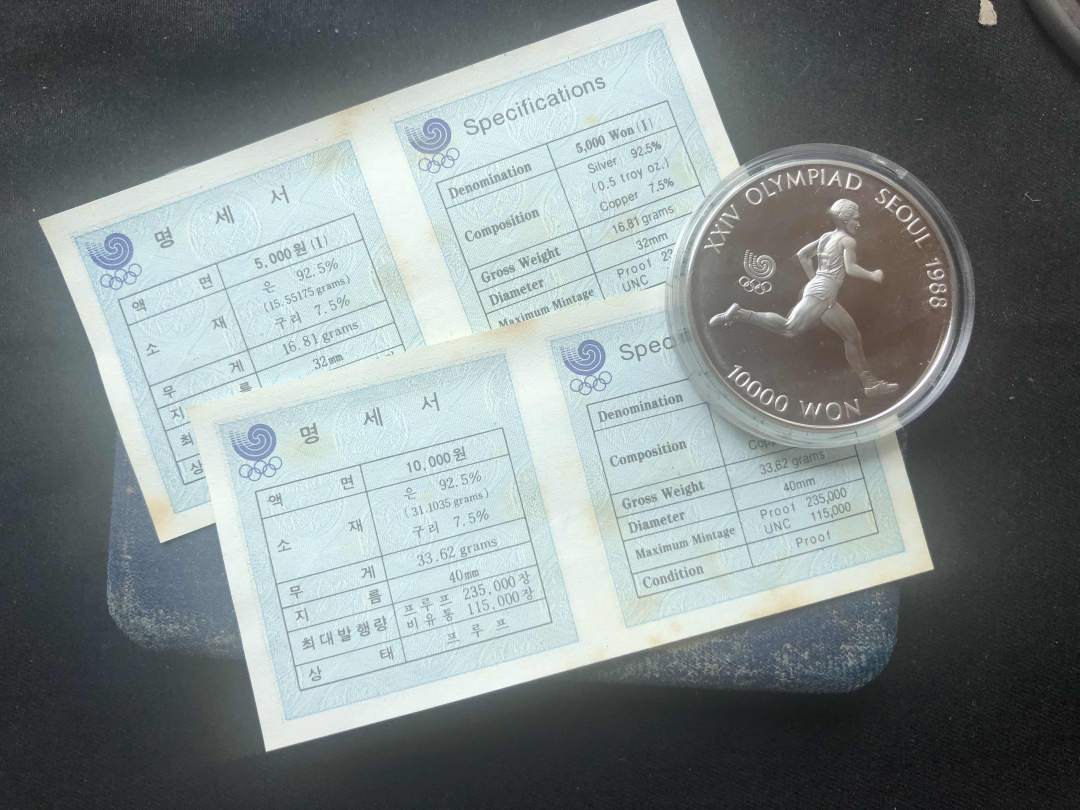 명 세 서
액 면 5,000원(I)
소 재 은 92.5%
(15.55175 grams)
구리 7.5%
무 게 16.81 grams
지 름 32mm
최
상
Specifications
Denomination 5,000 Won (I)
Composition Silver 92.5%
(0.5 troy oz.)
Copper 7.5%
Gross Weight 16.81 grams
Diameter 32mm
Maximum Mintage Proof
UNC
명 세 서
액 면 10,000원
소 재 은 92.5%
(31.1035 grams)
구리 7.5%
무 게 33.62 grams
지 름 40mm
최대발행량 프루프 235,000장
비유통 115,000장
상 태 프루프
Spec
Denomination
Composition
Copp
Gross Weight 33.62 grams
Diameter 40mm
Maximum Mintage Proof 235,000
UNC 115,000
Condition Proof
XXIV OLYMPIAD SEOUL 1988
10000 WON